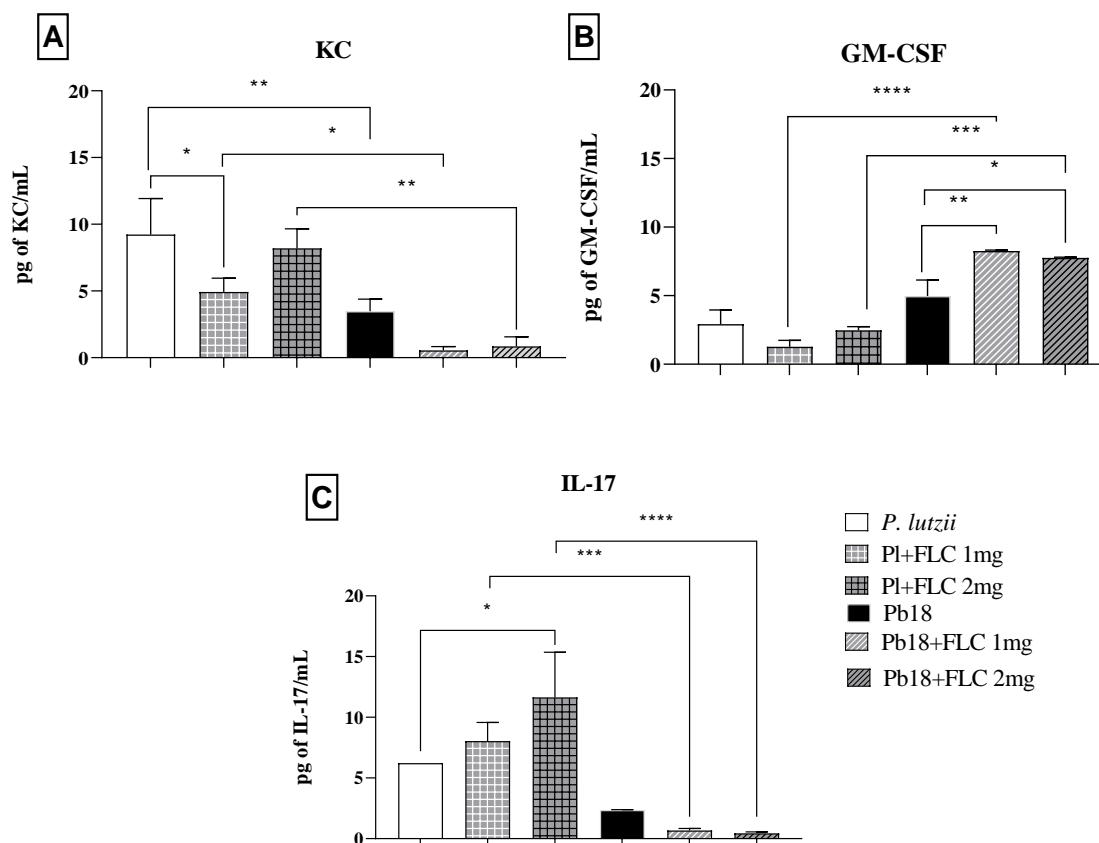 A
KC
pg of KC/mL
20
15
10
5
0
**
*
*
**
B
GM-CSF
pg of GM-CSF/mL
20
15
10
5
0
****
***
*
**
C
IL-17
pg of IL-17/mL
20
15
10
5
0
****
***
*
P. lutzii
Pl+FLC 1mg
Pl+FLC 2mg
Pb18
Pb18+FLC 1mg
Pb18+FLC 2mg